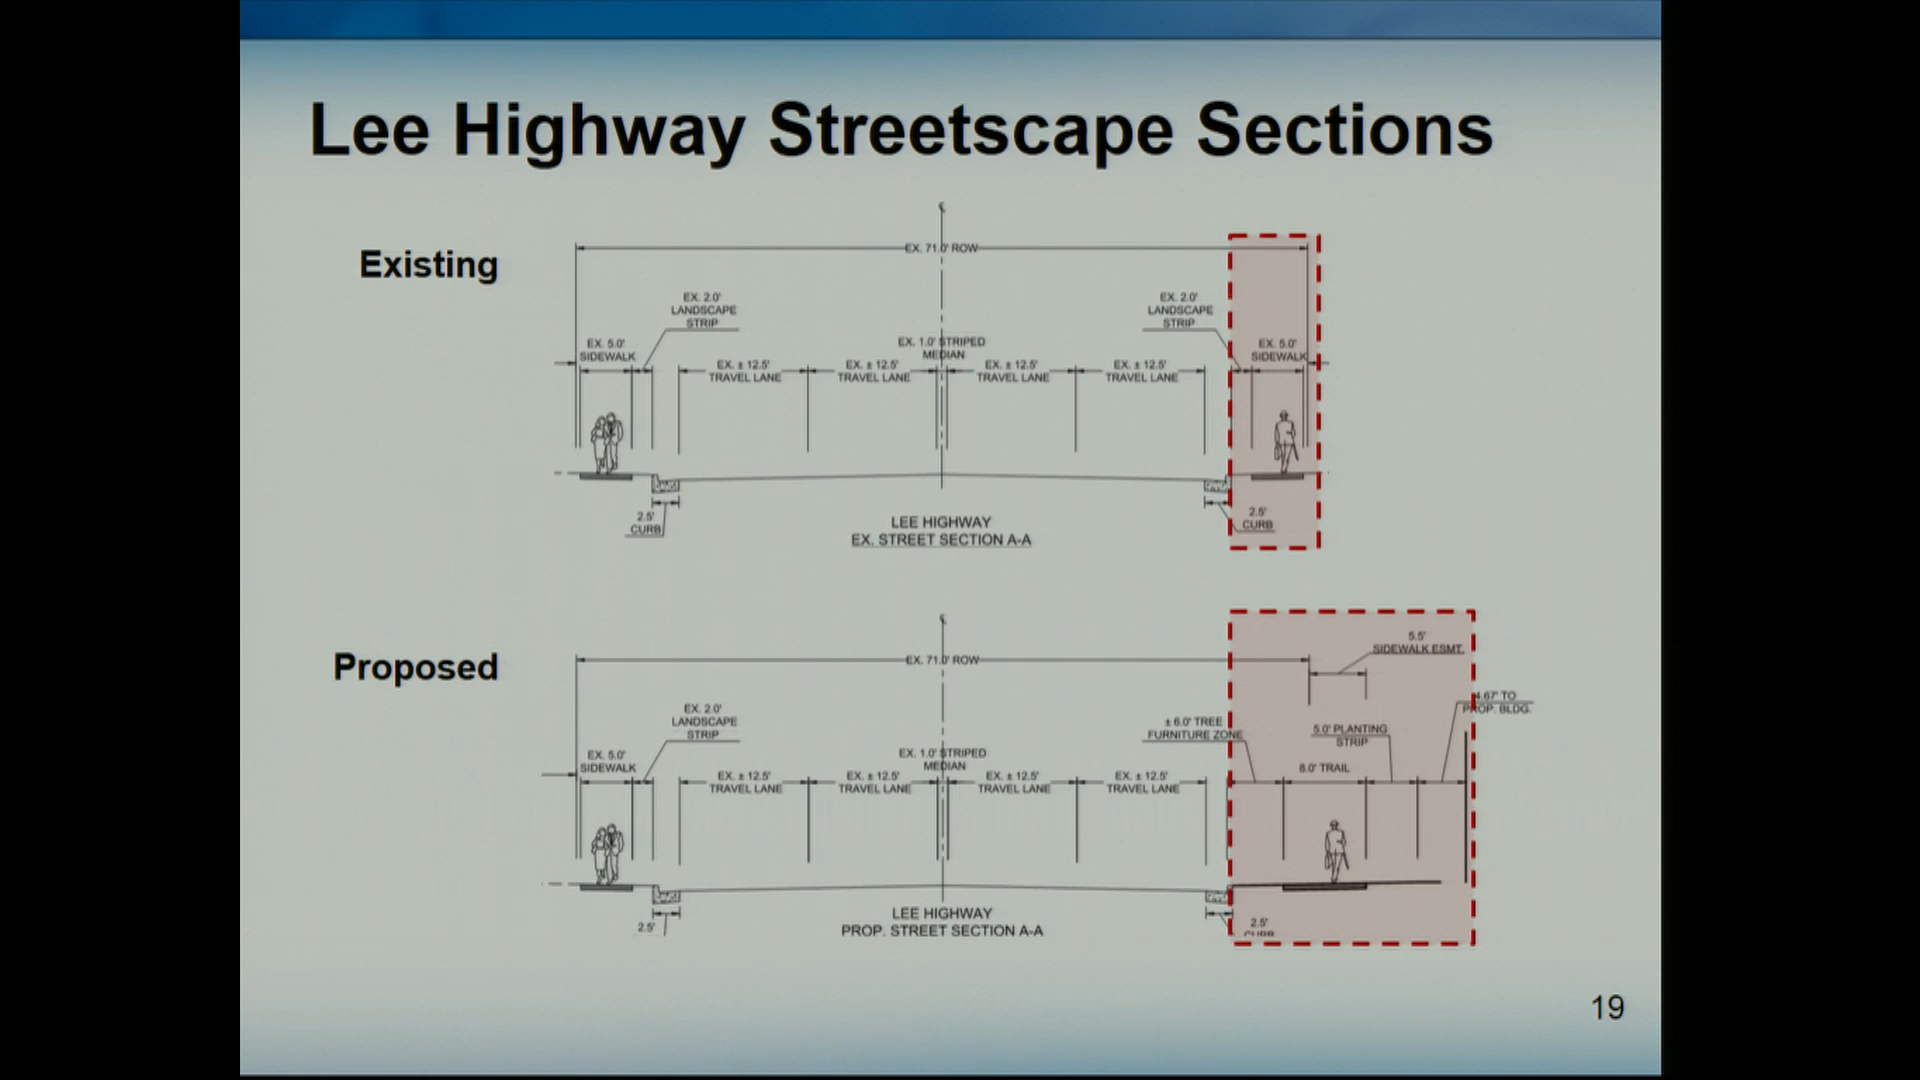 Lee Highway Streetscape Sections
Existing
EX. 71.0' ROW
EX. 2.0'
LANDSCAPE
STRIP
EX. 2.0'
LANDSCAPE
STRIP
EX. 5.0'
SIDEWALK
EX. 1.0' STRIPED
MEDIAN
EX. 5.0'
SIDEWALK
EX. ± 12.5'
TRAVEL LANE
EX. ± 12.5'
TRAVEL LANE
EX. ± 12.5'
TRAVEL LANE
EX. ± 12.5'
TRAVEL LANE
2.5'
CURB
2.5'
CURB
LEE HIGHWAY
EX. STREET SECTION A-A
Proposed
EX. 71.0' ROW
5.5'
SIDEWALK ESMT.
4.67' TO
PROP. BLDG.
EX. 2.0'
LANDSCAPE
STRIP
± 6.0' TREE
FURNITURE ZONE
5.0' PLANTING
STRIP
EX. 5.0'
SIDEWALK
EX. 1.0' STRIPED
MEDIAN
8.0' TRAIL
EX. ± 12.5'
TRAVEL LANE
EX. ± 12.5'
TRAVEL LANE
EX. ± 12.5'
TRAVEL LANE
EX. ± 12.5'
TRAVEL LANE
2.5'
2.5'
CURB
LEE HIGHWAY
PROP. STREET SECTION A-A
19